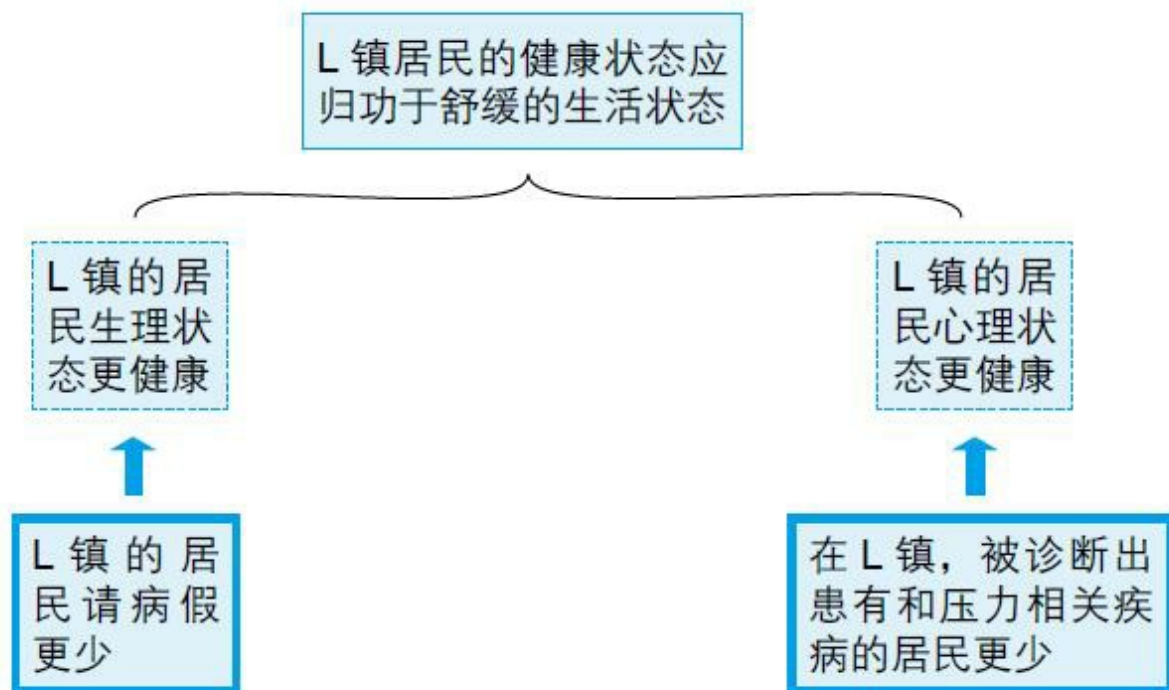 L 镇居民的健康状态应
归功于舒缓的生活状态
L 镇的居
民生理状
态更健康
L 镇的居
民心理状
态更健康
L 镇的居
民请病假
更少
在 L 镇，被诊断出
患有和压力相关疾
病的居民更少